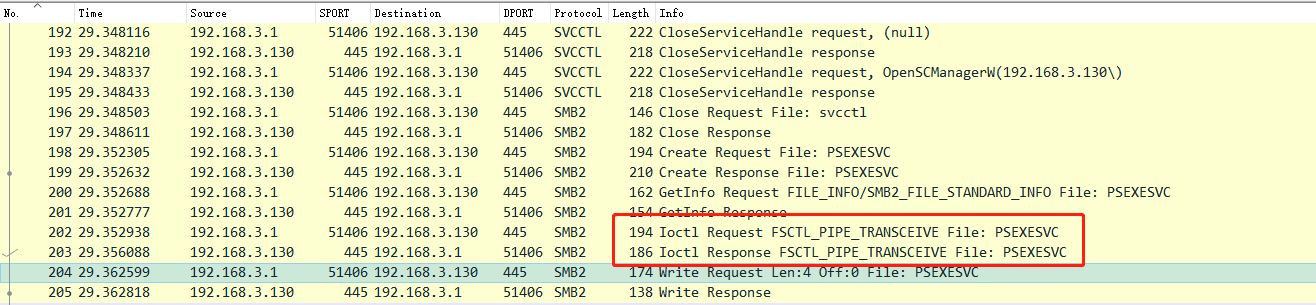 No. Time Source SPORT Destination DPORT Protocol Length Info
192 29.348116 192.168.3.1 51406 192.168.3.130 445 SVCCTL 222 CloseServiceHandle request, (null)
193 29.348210 192.168.3.130 445 192.168.3.1 51406 SVCCTL 218 CloseServiceHandle response
194 29.348337 192.168.3.1 51406 192.168.3.130 445 SVCCTL 222 CloseServiceHandle request, OpenSCManagerW(192.168.3.130\)
195 29.348433 192.168.3.130 445 192.168.3.1 51406 SVCCTL 218 CloseServiceHandle response
196 29.348503 192.168.3.1 51406 192.168.3.130 445 SMB2 146 Close Request File: svcctl
197 29.348611 192.168.3.130 445 192.168.3.1 51406 SMB2 182 Close Response
198 29.352305 192.168.3.1 51406 192.168.3.130 445 SMB2 194 Create Request File: PSEXESVC
199 29.352632 192.168.3.130 445 192.168.3.1 51406 SMB2 210 Create Response File: PSEXESVC
200 29.352688 192.168.3.1 51406 192.168.3.130 445 SMB2 162 GetInfo Request FILE_INFO/SMB2_FILE_STANDARD_INFO File: PSEXESVC
201 29.352777 192.168.3.130 445 192.168.3.1 51406 SMB2 154 GetInfo Response
202 29.352938 192.168.3.1 51406 192.168.3.130 445 SMB2 194 Ioctl Request FSCTL_PIPE_TRANSCEIVE File: PSEXESVC
203 29.356088 192.168.3.130 445 192.168.3.1 51406 SMB2 186 Ioctl Response FSCTL_PIPE_TRANSCEIVE File: PSEXESVC
204 29.362599 192.168.3.1 51406 192.168.3.130 445 SMB2 174 Write Request Len:4 Off:0 File: PSEXESVC
205 29.362818 192.168.3.130 445 192.168.3.1 51406 SMB2 138 Write Response